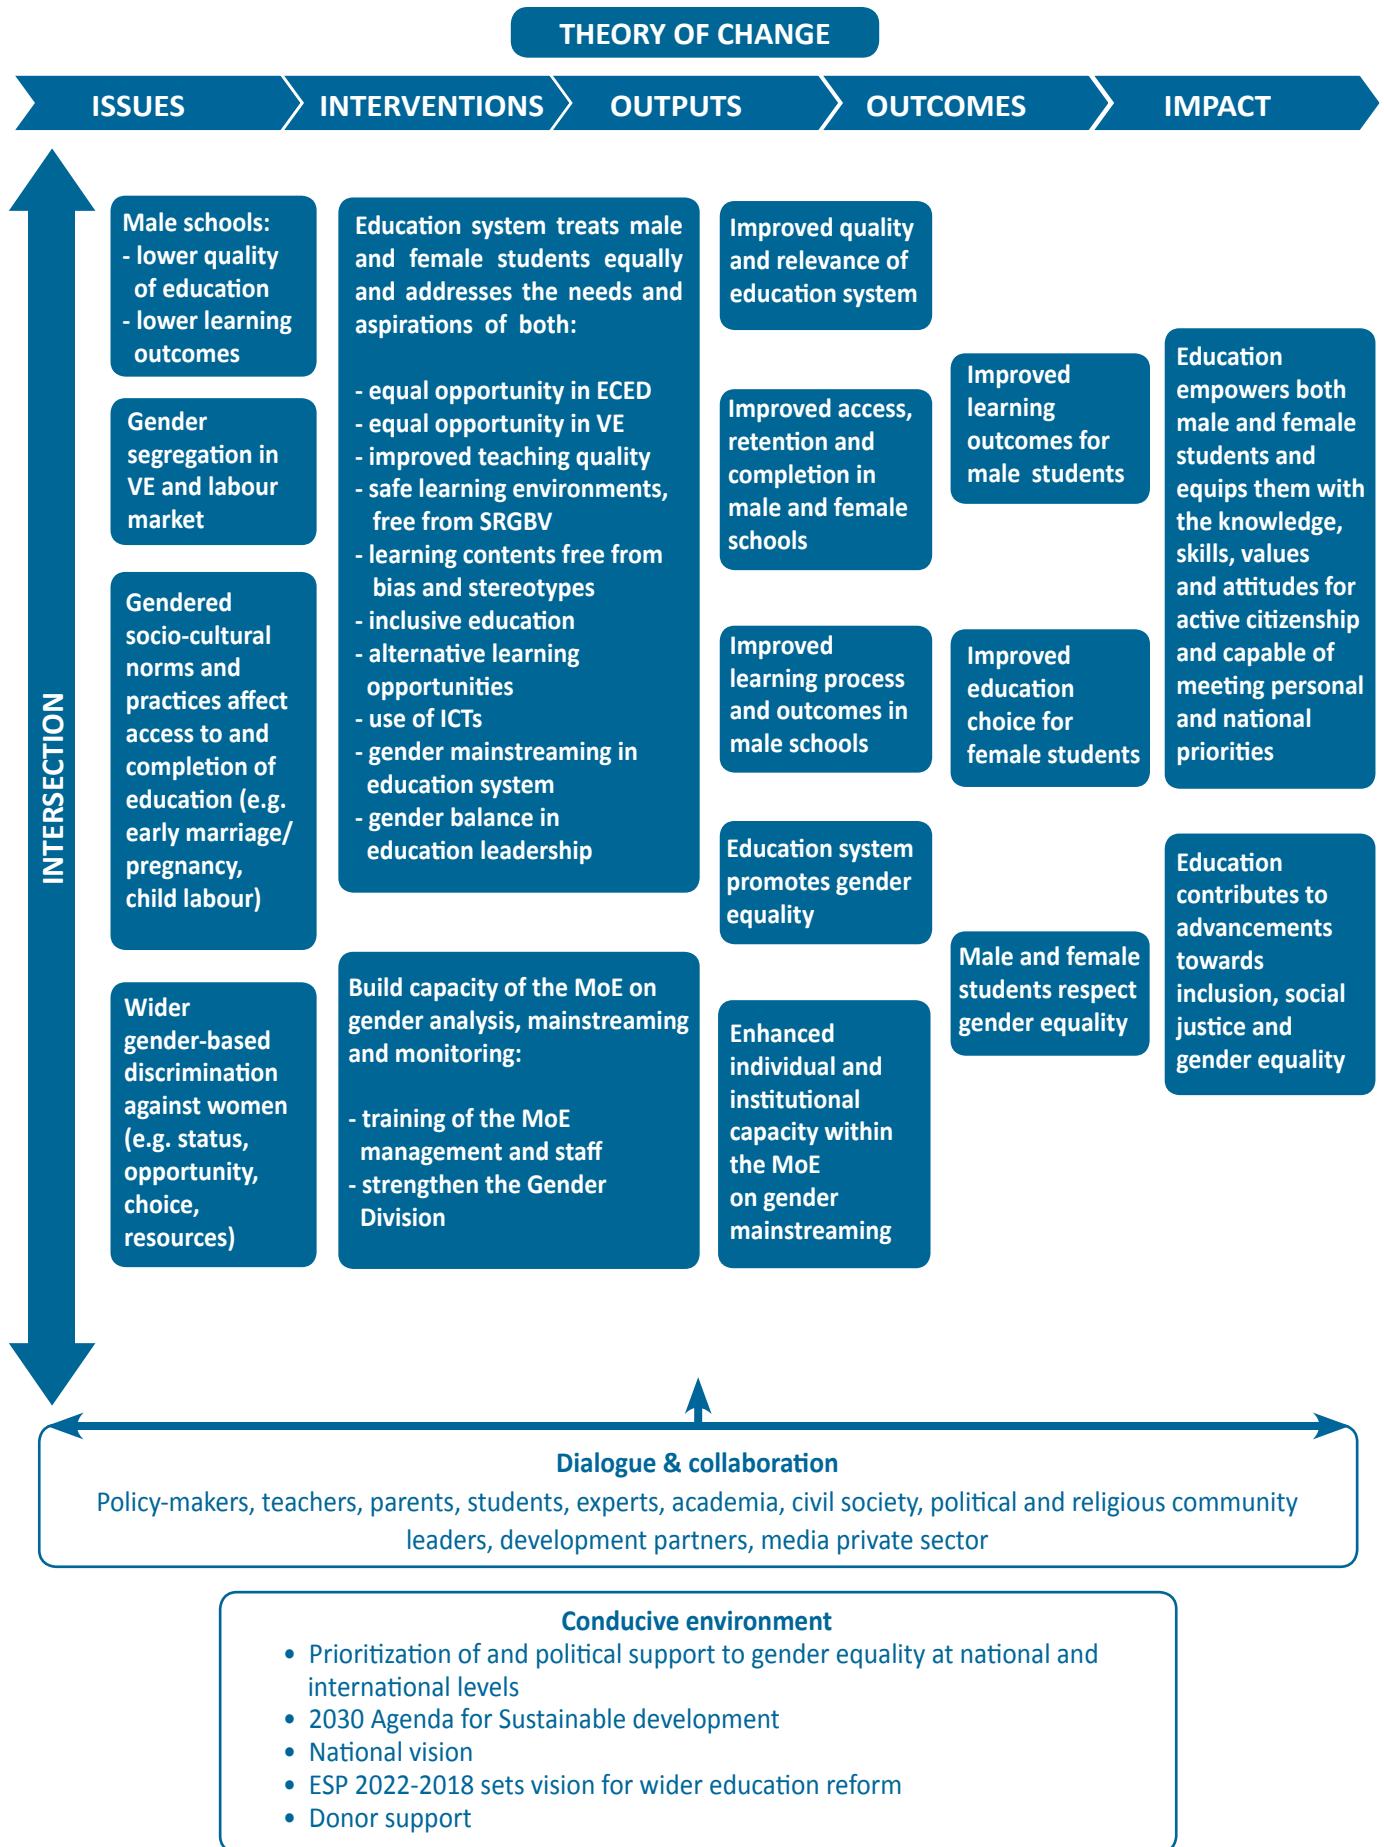 THEORY OF CHANGE
ISSUES
INTERVENTIONS
OUTPUTS
OUTCOMES
IMPACT
INTERSECTION
Male schools:
- lower quality
of education
- lower learning
outcomes
Gender
segregation in
VE and labour
market
Gendered
socio-cultural
norms and
practices affect
access to and
completion of
education (e.g.
early marriage/
pregnancy,
child labour)
Wider
gender-based
discrimination
against women
(e.g. status,
opportunity,
choice,
resources)
Education system treats male
and female students equally
and addresses the needs and
aspirations of both:
- equal opportunity in ECED
- equal opportunity in VE
- improved teaching quality
- safe learning environments,
free from SRGBV
- learning contents free from
bias and stereotypes
- inclusive education
- alternative learning
opportunities
- use of ICTs
- gender mainstreaming in
education system
- gender balance in
education leadership
Build capacity of the MoE on
gender analysis, mainstreaming
and monitoring:
- training of the MoE
management and staff
- strengthen the Gender
Division
Improved quality
and relevance of
education system
Improved access,
retention and
completion in
male and female
schools
Improved
learning process
and outcomes in
male schools
Education system
promotes gender
equality
Enhanced
individual and
institutional
capacity within
the MoE
on gender
mainstreaming
Improved
learning
outcomes for
male students
Improved
education
choice for
female students
Male and female
students respect
gender equality
Education
empowers both
male and female
students and
equips them with
the knowledge,
skills, values
and attitudes for
active citizenship
and capable of
meeting personal
and national
priorities
Education
contributes to
advancements
towards
inclusion, social
justice and
gender equality
Dialogue & collaboration
Policy-makers, teachers, parents, students, experts, academia, civil society, political and religious community
leaders, development partners, media private sector
Conducive environment
• Prioritization of and political support to gender equality at national and
international levels
• 2030 Agenda for Sustainable development
• National vision
• ESP 2022-2018 sets vision for wider education reform
• Donor support